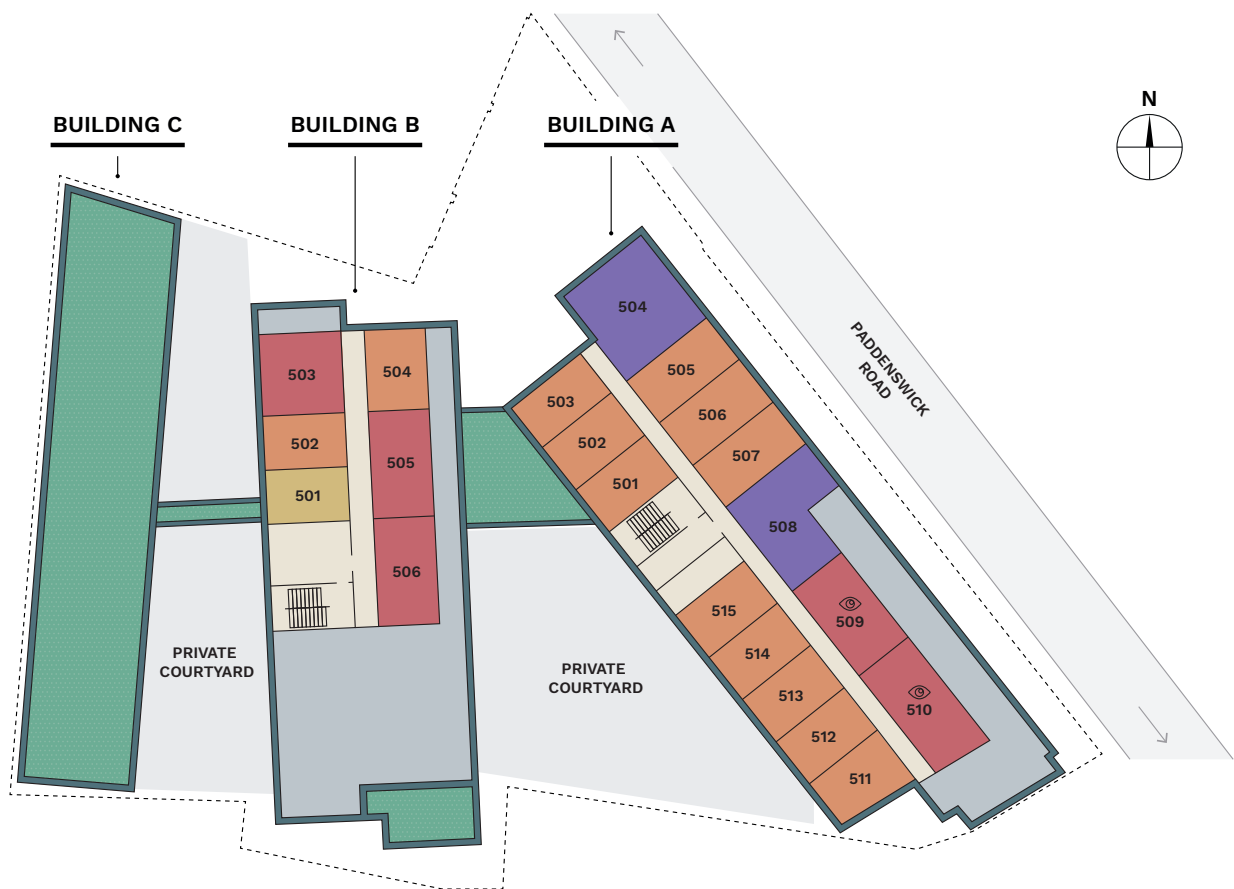 N
BUILDING C
BUILDING B
BUILDING A
PADDENSWICK
ROAD
503
504
502
505
501
506
504
505
503
506
502
507
501
508
515
509
514
510
513
512
511
PRIVATE
COURTYARD
PRIVATE
COURTYARD